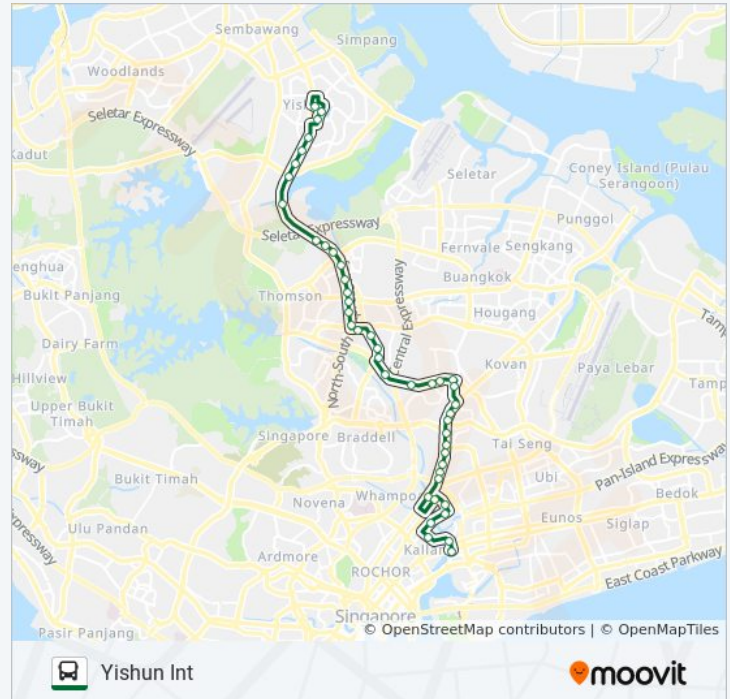 Sembawang
Simpang
Woodlands
Yis
Seletar Expressway
Kadut
Seletar
Coney Island (Pulau
Serangoon)
Punggol
Seletar Expressway
Fernvale Sengkang
enghua
Buangkok
Bukit Panjang
Thomson
Central Expressway
Hougang
Tam
Dairy Farm
North-South
Kovan
Paya Lebar
Hillview
Tamp
Upper Bukit
Timah
Singapore
Braddell
Tai Seng
Pan-Island Expressway
Ubi
Bukit Timah
Whampo
Bedok
Novena
Eunos
Siglap
Ulu Pandan
Ardmore
Kallan
ROCHOR
East Coast Parkway
Singapore
Pasir Panjang
© OpenStreetMap contributors | © OpenMapTiles
Yishun Int
moovit